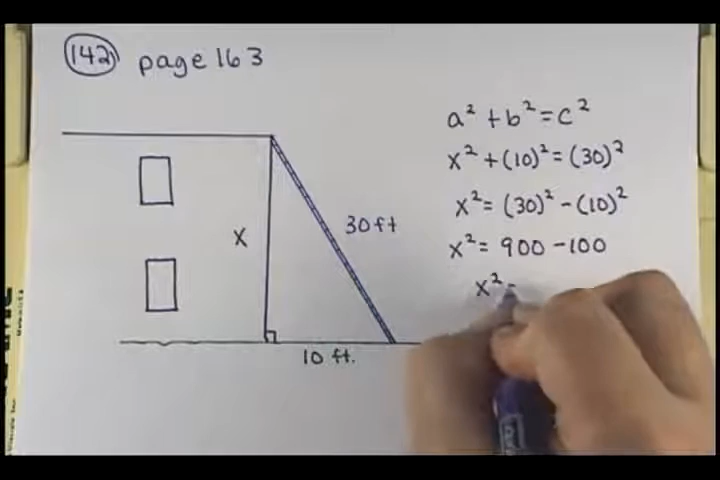 142 page 163
a² + b² = c²
x² + (10)² = (30)²
x² = (30)² - (10)²
x² = 900 - 100
x² =
x
30 ft
10 ft.